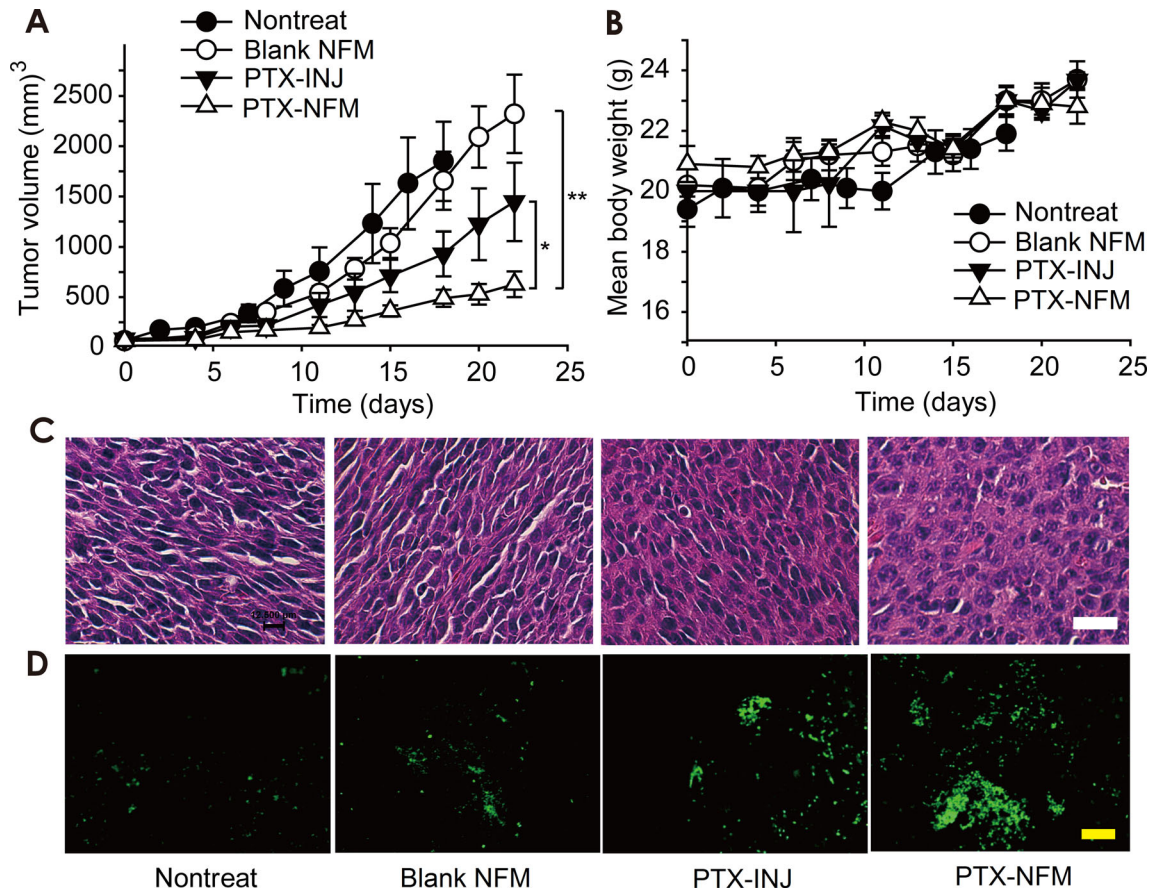 A
Nontreat
Blank NFM
PTX-INJ
PTX-NFM
Tumor volume (mm)3
2500
2000
1500
1000
500
0
0 5 10 15 20 25
Time (days)
**
*
B
Mean body weight (g)
24
22
20
18
16
0 5 10 15 20 25
Time (days)
Nontreat
Blank NFM
PTX-INJ
PTX-NFM
C
D
Nontreat Blank NFM PTX-INJ PTX-NFM